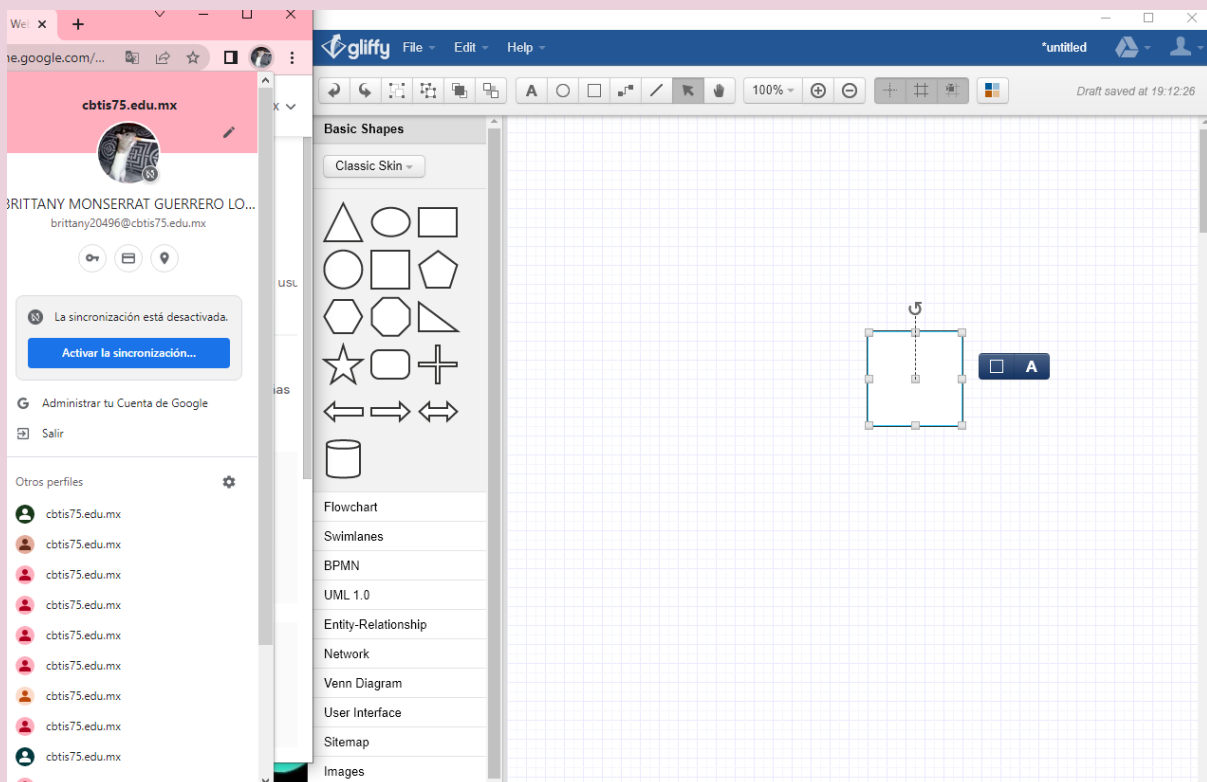 Wel
me.google.com/...
cbtis75.edu.mx
BRITTANY MONSERRAT GUERRERO LO...
brittany20496@cbtis75.edu.mx
La sincronización está desactivada.
Activar la sincronización...
G Administrar tu Cuenta de Google
Salir
Otros perfiles
cbtis75.edu.mx
cbtis75.edu.mx
cbtis75.edu.mx
cbtis75.edu.mx
cbtis75.edu.mx
cbtis75.edu.mx
cbtis75.edu.mx
cbtis75.edu.mx
cbtis75.edu.mx
gliffy File Edit Help *untitled
A 100% Draft saved at 19:12:26
Basic Shapes
Classic Skin
Flowchart
Swimlanes
BPMN
UML 1.0
Entity-Relationship
Network
Venn Diagram
User Interface
Sitemap
Images
A